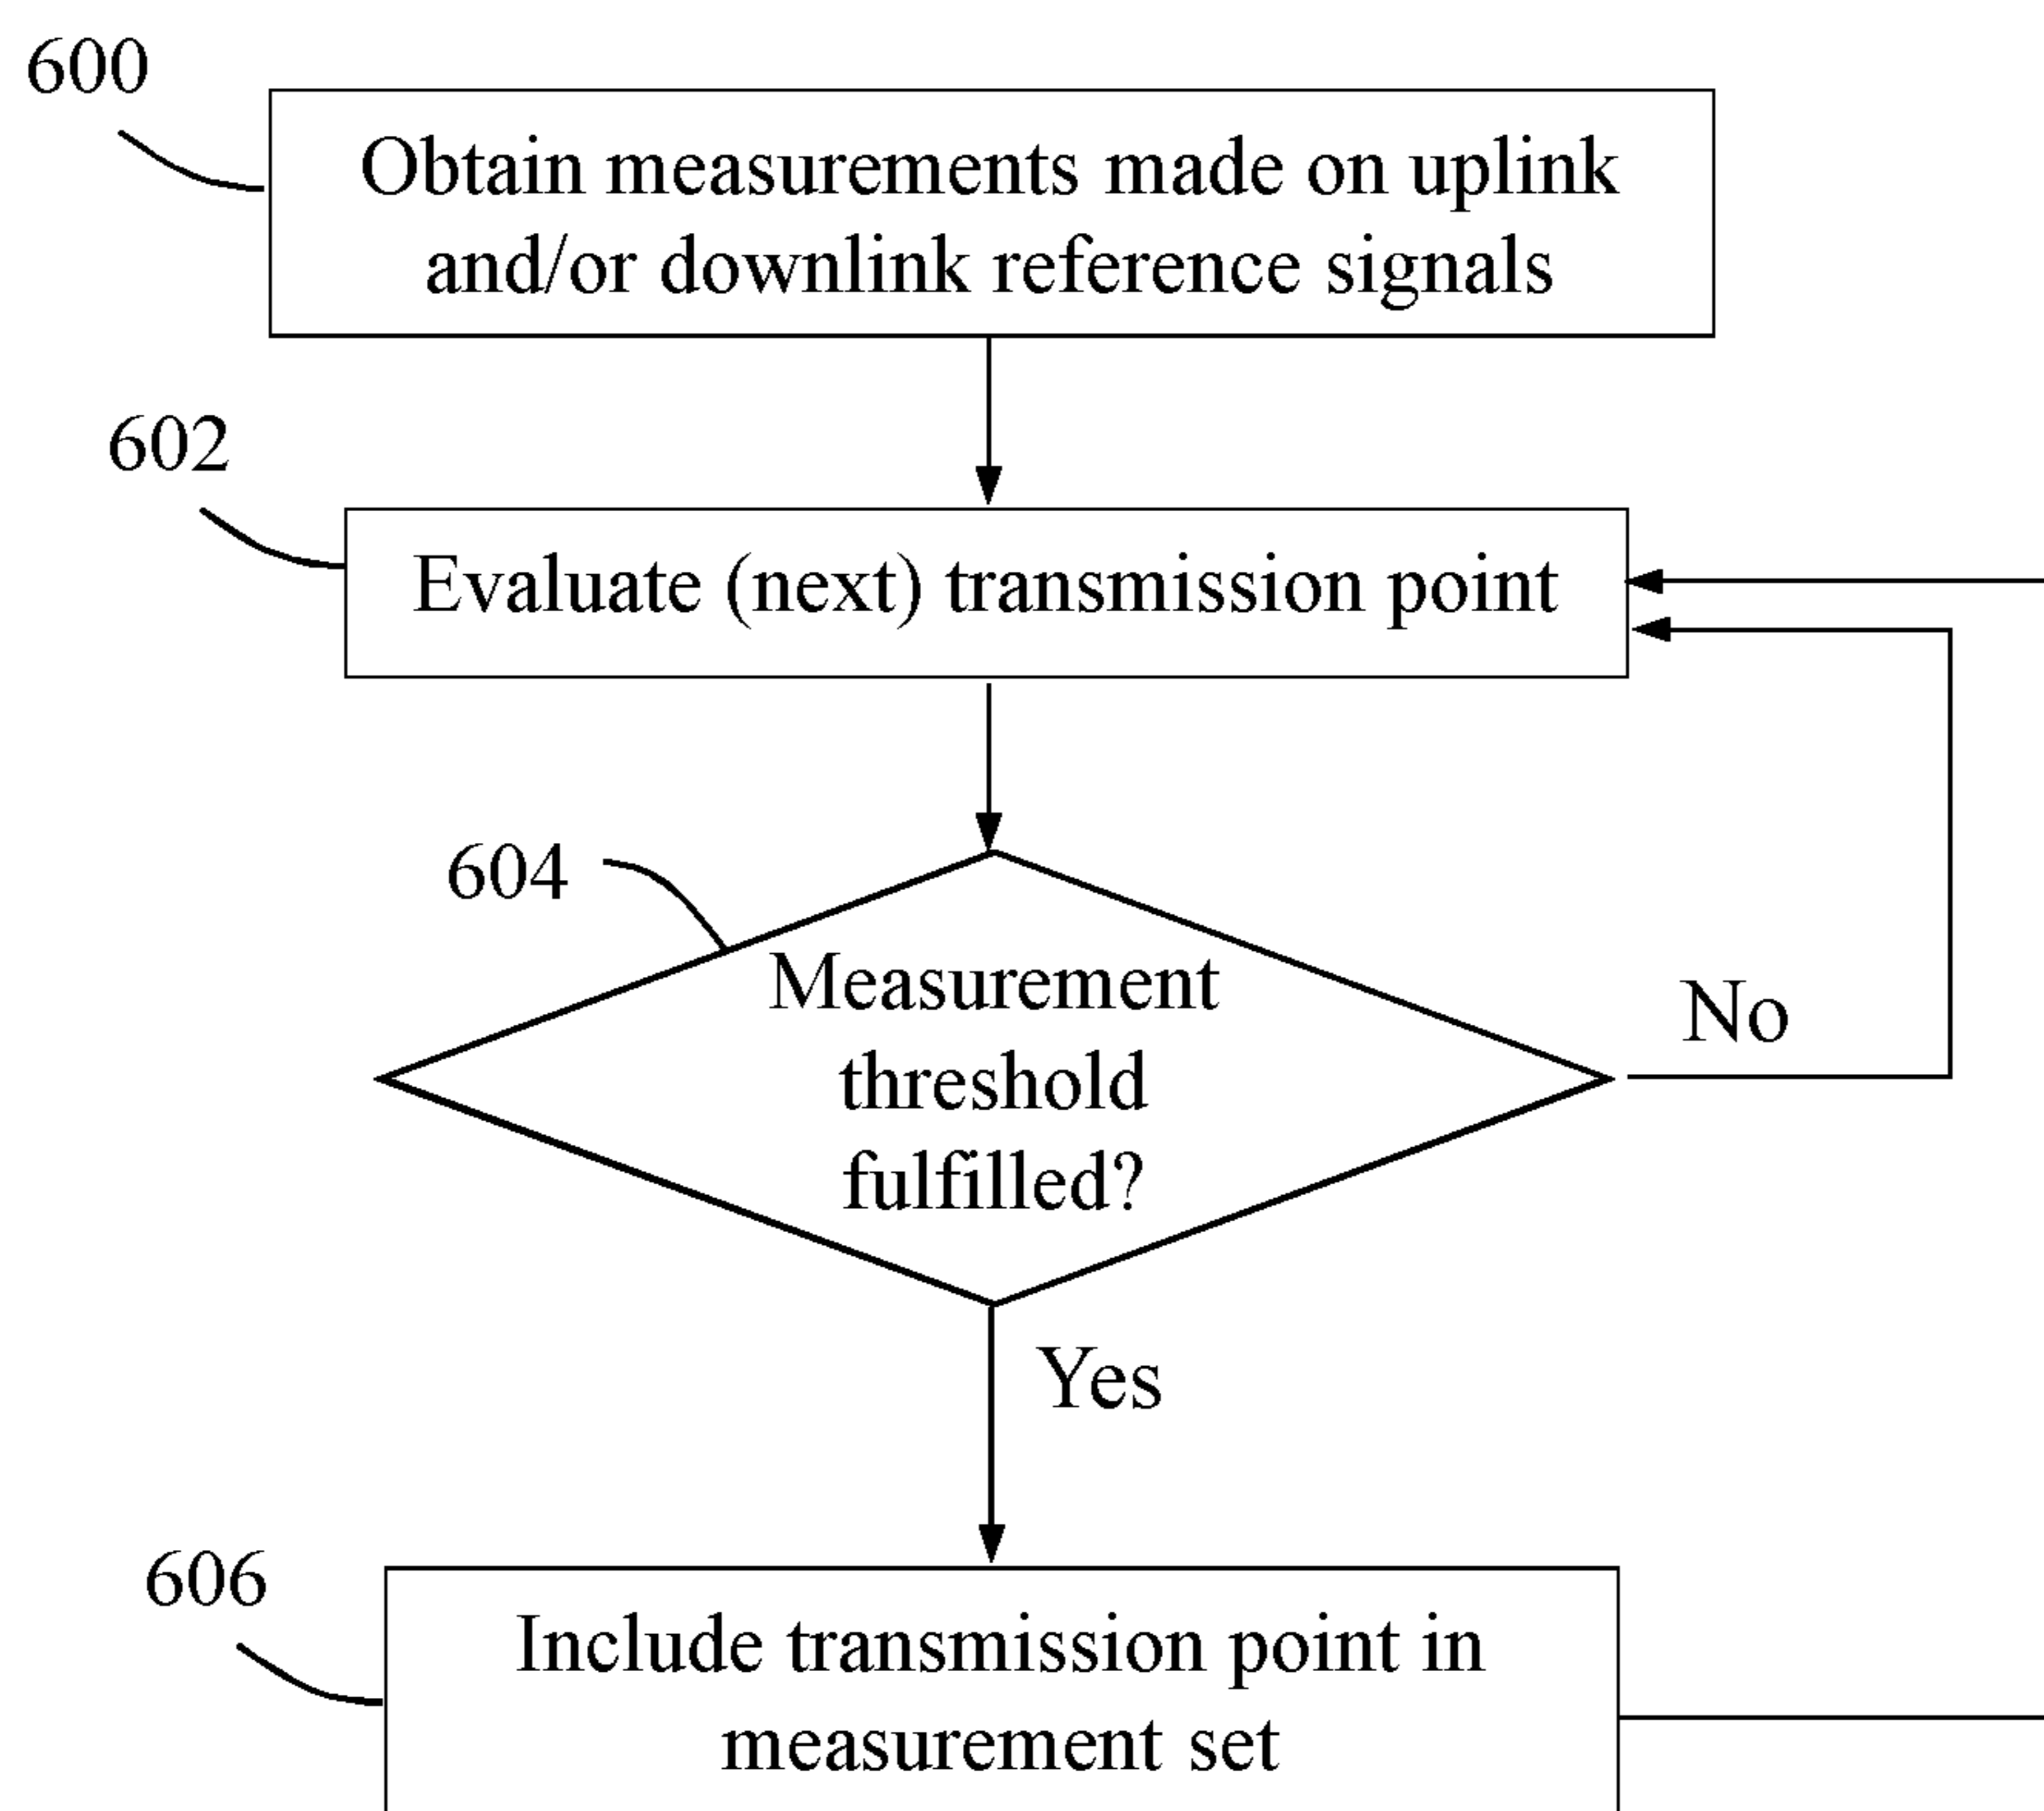 600
Obtain measurements made on uplink
and/or downlink reference signals
602
Evaluate (next) transmission point
604
Measurement
threshold
fulfilled?
No
Yes
606
Include transmission point in
measurement set